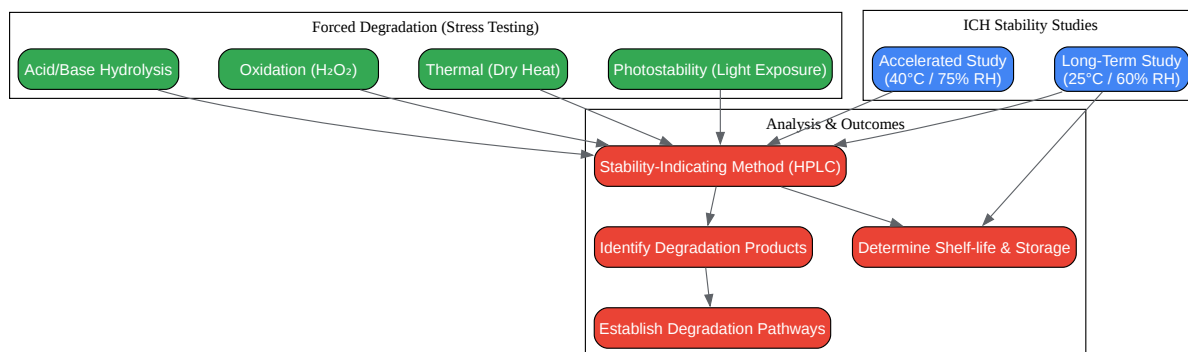 Forced Degradation (Stress Testing)
ICH Stability Studies
Acid/Base Hydrolysis
Oxidation (H₂O₂)
Thermal (Dry Heat)
Photostability (Light Exposure)
Accelerated Study
(40°C / 75% RH)
Long-Term Study
(25°C / 60% RH)
Analysis & Outcomes
Stability-Indicating Method (HPLC)
Identify Degradation Products
Determine Shelf-life & Storage
Establish Degradation Pathways